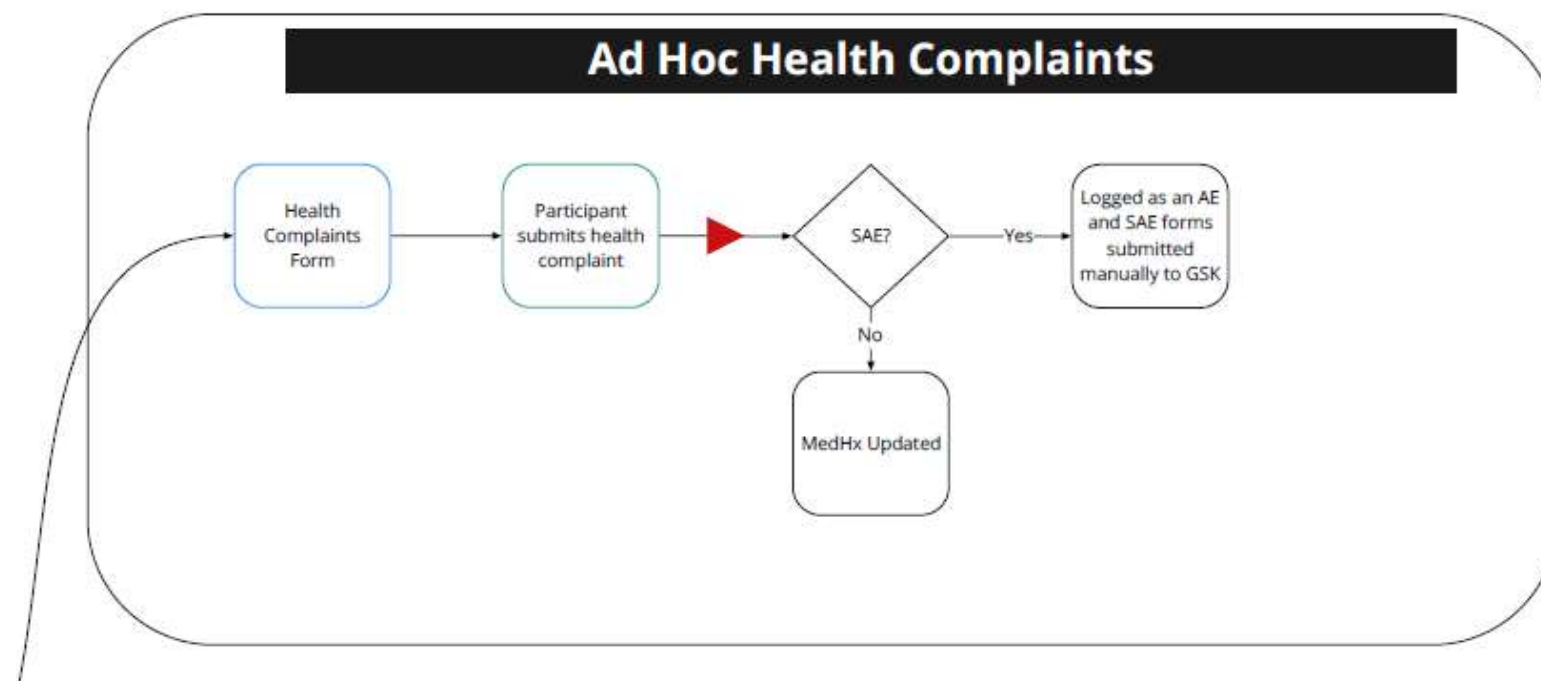 Ad Hoc Health Complaints
Health
Complaints
Form
Participant
submits health
complaint
SAE?
Yes
Logged as an AE
and SAE forms
submitted
manually to GSK
No
MedHx Updated